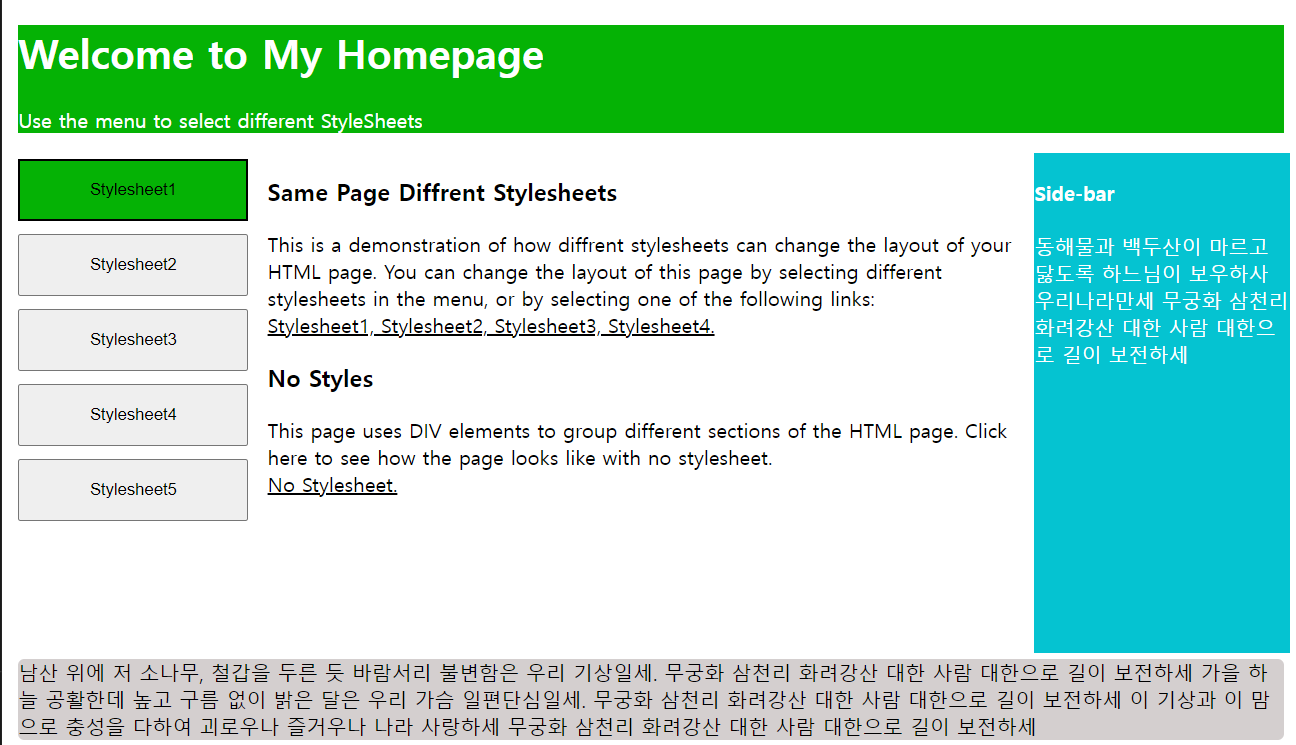 Welcome to My Homepage
Use the menu to select different StyleSheets
Stylesheet1
Stylesheet2
Stylesheet3
Stylesheet4
Stylesheet5
Same Page Diffrent Stylesheets
This is a demonstration of how diffrent stylesheets can change the layout of your
HTML page. You can change the layout of this page by selecting different
stylesheets in the menu, or by selecting one of the following links:
Stylesheet1, Stylesheet2, Stylesheet3, Stylesheet4.
No Styles
This page uses DIV elements to group different sections of the HTML page. Click
here to see how the page looks like with no stylesheet.
No Stylesheet.
Side-bar
동해물과 백두산이 마르고
닳도록 하느님이 보우하사
우리나라만세 무궁화 삼천리
화려강산 대한 사람 대한으
로 길이 보전하세
남산 위에 저 소나무, 철갑을 두른 듯 바람서리 불변함은 우리 기상일세. 무궁화 삼천리 화려강산 대한 사람 대한으로 길이 보전하세 가을 하
늘 공활한데 높고 구름 없이 밝은 달은 우리 가슴 일편단심일세. 무궁화 삼천리 화려강산 대한 사람 대한으로 길이 보전하세 이 기상과 이 맘
으로 충성을 다하여 괴로우나 즐거우나 나라 사랑하세 무궁화 삼천리 화려강산 대한 사람 대한으로 길이 보전하세